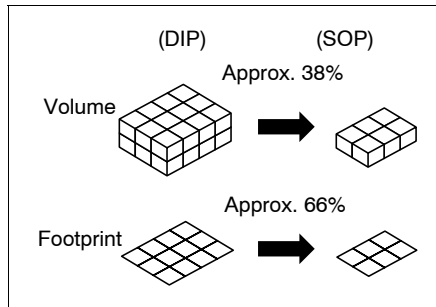 (DIP) (SOP)
Approx. 38%
Volume
Approx. 66%
Footprint